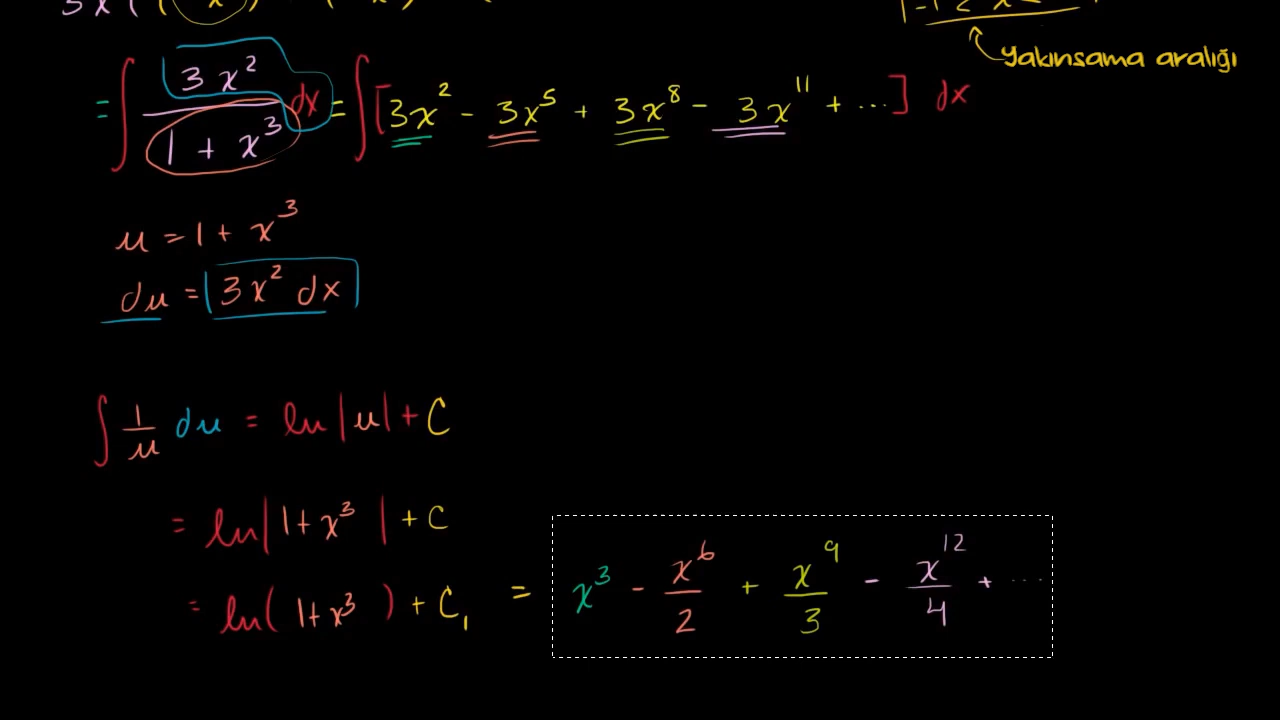 Yakınsama aralığı
= ∫ 3x² / (1 + x³) dx = ∫ [3x² - 3x⁵ + 3x⁸ - 3x¹¹ + ...] dx
u = 1 + x³
du = 3x² dx
∫ 1/u du = ln|u| + C
= ln|1+x³| + C
= ln(1+x³) + C₁ = x³ - x⁶/2 + x⁹/3 - x¹²/4 + ...